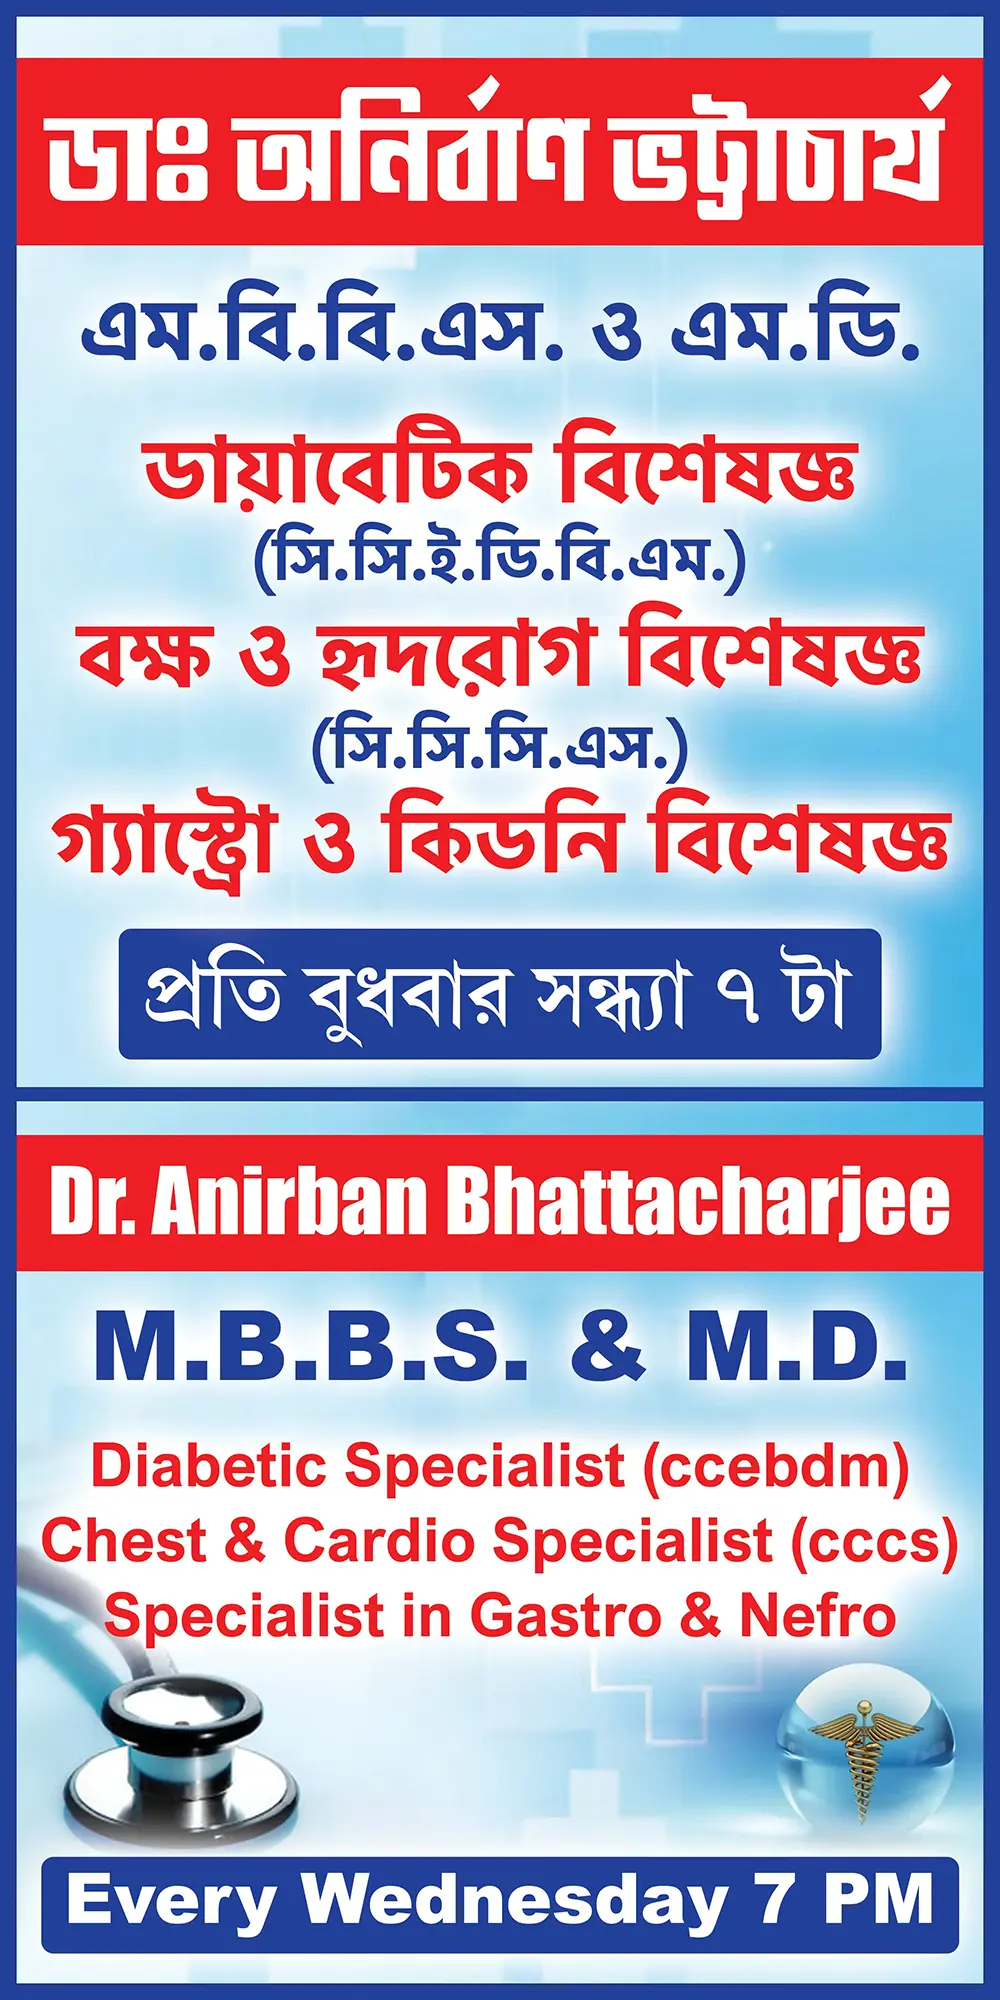 ডাঃ অনির্বাণ ভট্টাচার্য
এম.বি.বি.এস. ও এম.ডি.
ডায়াবেটিক বিশেষজ্ঞ
(সি.সি.ই.ডি.বি.এম.)
বক্ষ ও হৃদরোগ বিশেষজ্ঞ
(সি.সি.সি.এস.)
গ্যাস্ট্রো ও কিডনি বিশেষজ্ঞ
প্রতি বুধবার সন্ধ্যা ৭ টা
Dr. Anirban Bhattacharjee
M.B.B.S. & M.D.
Diabetic Specialist (ccebdm)
Chest & Cardio Specialist (cccs)
Specialist in Gastro & Nefro
Every Wednesday 7 PM